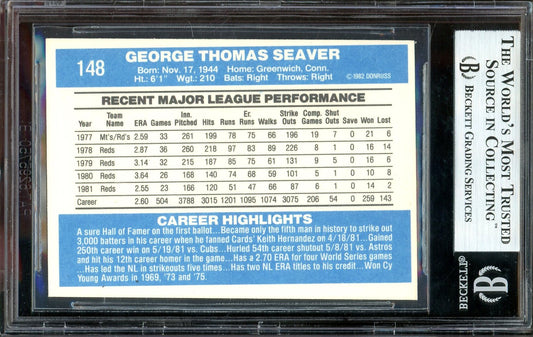 148
GEORGE THOMAS SEAVER
Born: Nov. 17, 1944 Home: Greenwich, Conn.
Ht.: 6'1" Wgt.: 210 Bats: Right Throws: Right
©1982 DONRUSS
RECENT MAJOR LEAGUE PERFORMANCE
Year Team Name ERA Games Inn. Pitched Hits Runs Er. Runs Walks Strike Outs Comp. Games Shut Outs Save Won Lost
1977 Mt's/Rd's 2.59 33 261 199 78 75 66 196 19 7 0 21 6
1978 Reds 2.87 36 260 218 97 83 89 226 8 1 0 16 14
1979 Reds 3.14 32 215 187 85 75 61 131 9 5 0 16 6
1980 Reds 3.64 26 168 140 74 68 59 101 5 1 0 10 8
1981 Reds 2.55 23 166 120 51 47 66 87 6 1 0 14 2
Career 2.60 504 3788 3015 1201 1095 1074 3075 206 54 0 259 143
CAREER HIGHLIGHTS
A sure Hall of Famer on the first ballot...Became only the fifth man in history to strike out
3,000 batters in his career when he fanned Cards' Keith Hernandez on 4/18/81...Gained
250th career win on 5/19/81 vs. Cubs...Hurled 54th career shutout 5/8/81 vs. Astros
and hit his 12th career homer in the game...Has a 2.70 ERA for four World Series games
...Has led the NL in strikeouts five times...Has two NL ERA titles to his credit...Won Cy
Young Awards in 1969, '73 and '75.
THE WORLD'S MOST TRUSTED
SOURCE IN COLLECTING™
BECKETT GRADING SERVICES
BECKETT®